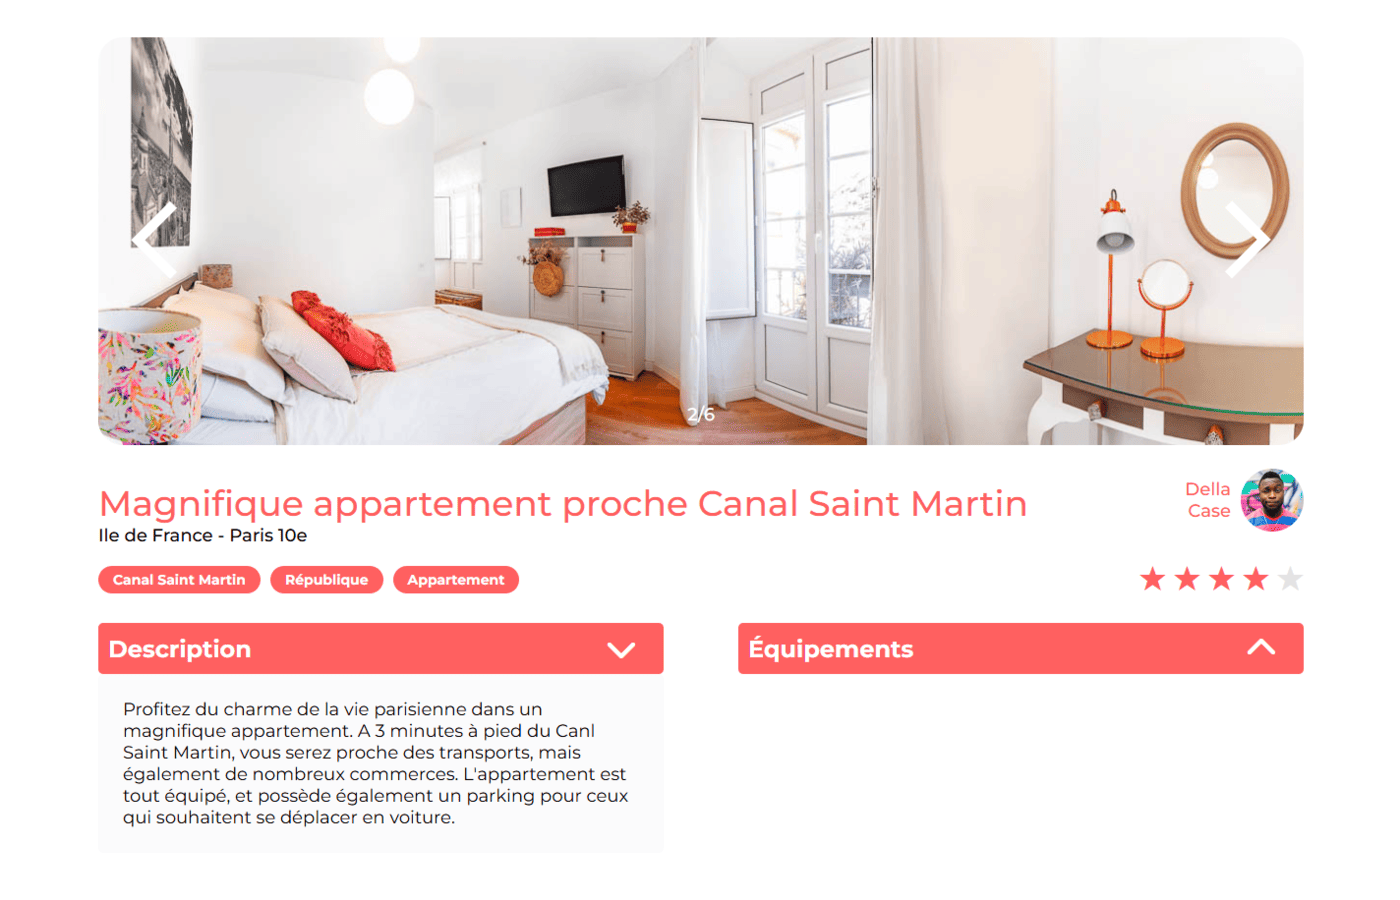 2/6
Magnifique appartement proche Canal Saint Martin
Ile de France - Paris 10e
Della
Case
Canal Saint Martin
République
Appartement
Description
Profitez du charme de la vie parisienne dans un
magnifique appartement. A 3 minutes à pied du Canl
Saint Martin, vous serez proche des transports, mais
également de nombreux commerces. L'appartement est
tout équipé, et possède également un parking pour ceux
qui souhaitent se déplacer en voiture.
Équipements